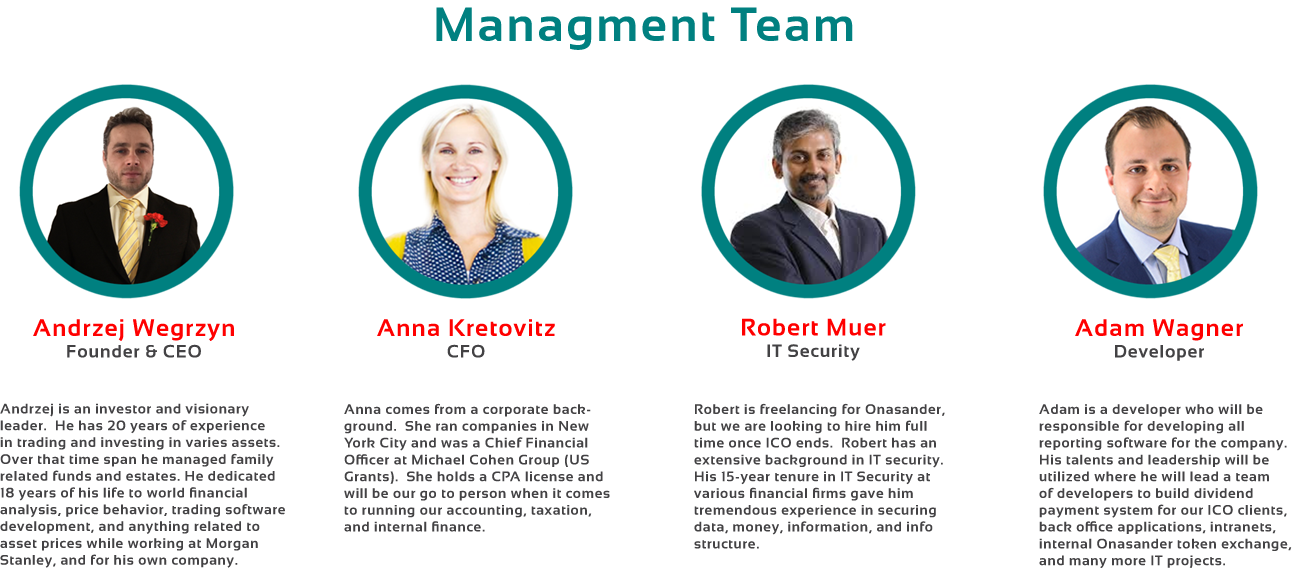 Managment Team
Andrzej Wegrzyn
Founder & CEO
Andrzej is an investor and visionary
leader.  He has 20 years of experience
in trading and investing in varies assets.
Over that time span he managed family
related funds and estates. He dedicated
18 years of his life to world financial
analysis, price behavior, trading software
development, and anything related to
asset prices while working at Morgan
Stanley, and for his own company.
Anna Kretovitz
CFO
Anna comes from a corporate back-
ground.  She ran companies in New
York City and was a Chief Financial
Officer at Michael Cohen Group (US
Grants).  She holds a CPA license and
will be our go to person when it comes
to running our accounting, taxation,
and internal finance.
Robert Muer
IT Security
Robert is freelancing for Onasander,
but we are looking to hire him full
time once ICO ends.  Robert has an
extensive background in IT security.
His 15-year tenure in IT Security at
various financial firms gave him
tremendous experience in securing
data, money, information, and info
structure.
Adam Wagner
Developer
Adam is a developer who will be
responsible for developing all
reporting software for the company.
His talents and leadership will be
utilized where he will lead a team
of developers to build dividend
payment system for our ICO clients,
back office applications, intranets,
internal Onasander token exchange,
and many more IT projects.